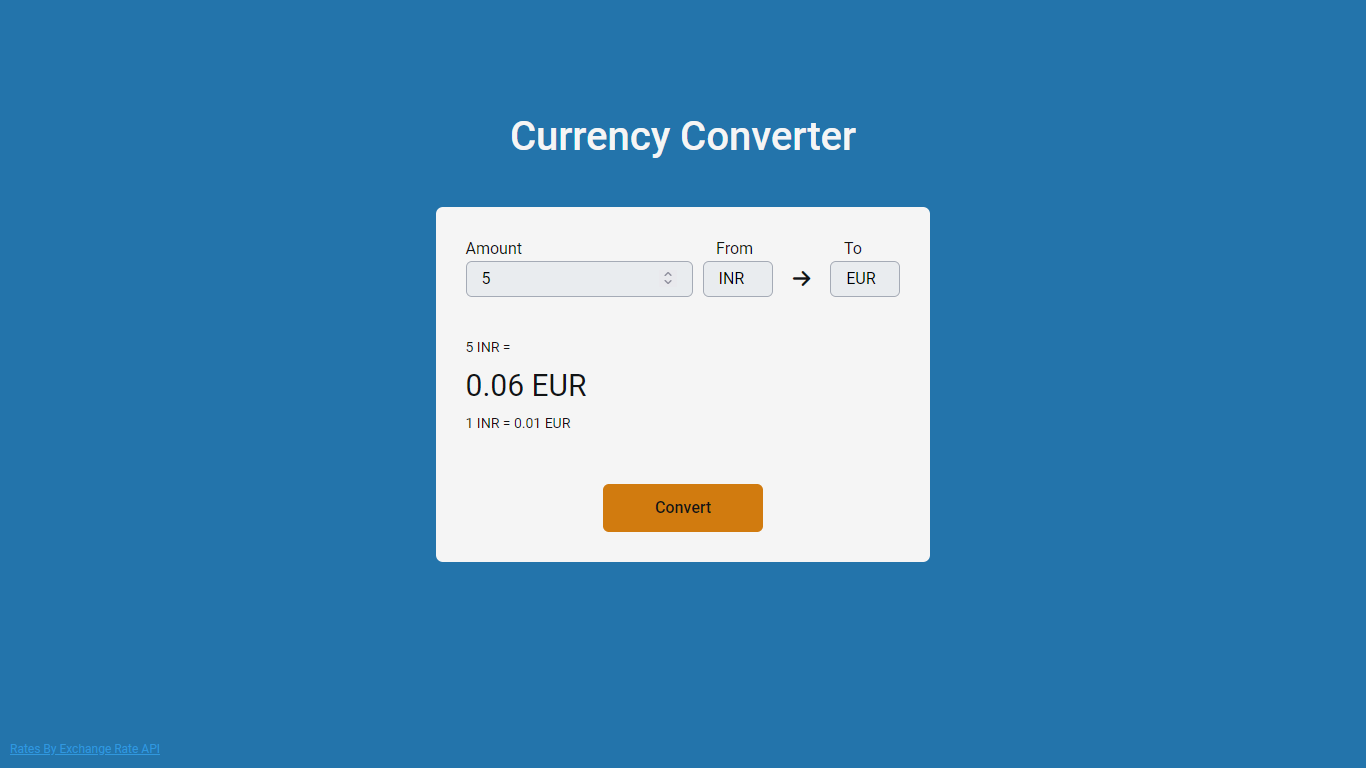 Currency Converter
Amount From To
5 INR → EUR
5 INR =
0.06 EUR
1 INR = 0.01 EUR
Convert
Rates By Exchange Rate API